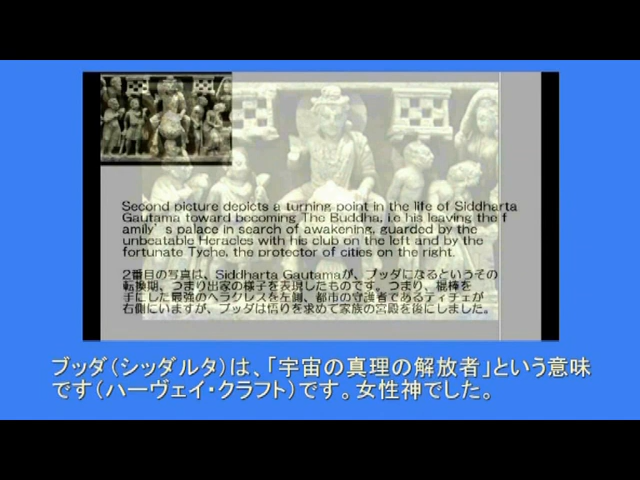 Second picture depicts a turning point in the life of Siddharta
Gautama toward becoming The Buddha, i.e his leaving the f
amily's palace in search of awakening, guarded by the
unbeatable Heracles with his club on the left and by the
fortunate Tyche, the protector of cities on the right.
2番目の写真は、Siddharta Gautamaが、ブッダになるというその
転換期、つまり出家の様子を表現したものです。つまり、棍棒を
手にした最強のヘラクレスを左側、都市の守護者であるティチェが
右側にいますが、ブッダは悟りを求めて家族の宮殿を後にしました。
ブッダ(シッダルタ)は、「宇宙の真理の解放者」という意味
です(ハーヴェイ・クラフト)です。女性神でした。